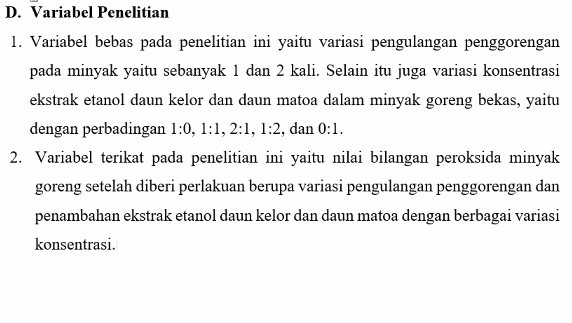 D. Variabel Penelitian
1. Variabel bebas pada penelitian ini yaitu variasi pengulangan penggorengan
pada minyak yaitu sebanyak 1 dan 2 kali. Selain itu juga variasi konsentrasi
ekstrak etanol daun kelor dan daun matoa dalam minyak goreng bekas, yaitu
dengan perbadingan 1:0, 1:1, 2:1, 1:2, dan 0:1.
2. Variabel terikat pada penelitian ini yaitu nilai bilangan peroksida minyak
goreng setelah diberi perlakuan berupa variasi pengulangan penggorengan dan
penambahan ekstrak etanol daun kelor dan daun matoa dengan berbagai variasi
konsentrasi.